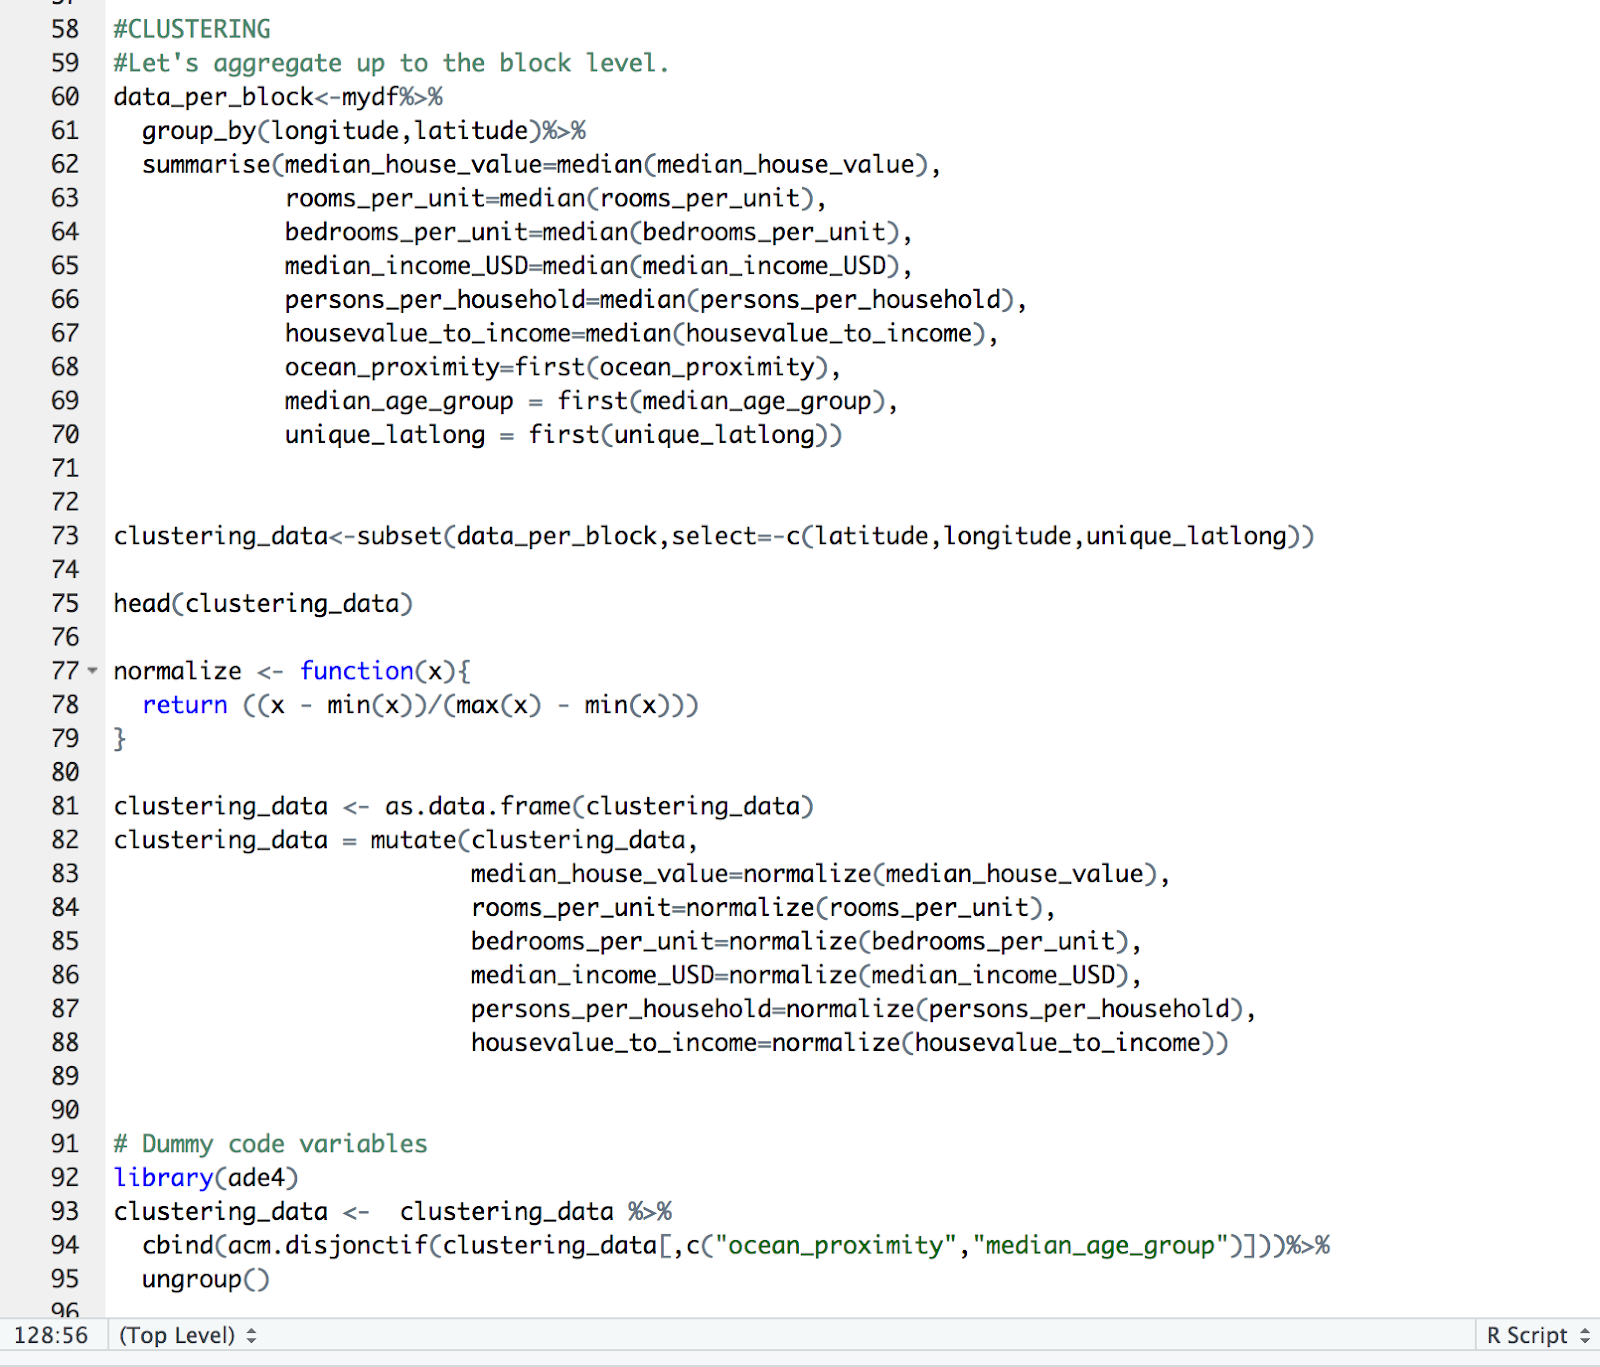 58 #CLUSTERING
59 #Let's aggregate up to the block level.
60 data_per_block<-mydf%>%
61   group_by(longitude,latitude)%>%
62   summarise(median_house_value=median(median_house_value),
63             rooms_per_unit=median(rooms_per_unit),
64             bedrooms_per_unit=median(bedrooms_per_unit),
65             median_income_USD=median(median_income_USD),
66             persons_per_household=median(persons_per_household),
67             housevalue_to_income=median(housevalue_to_income),
68             ocean_proximity=first(ocean_proximity),
69             median_age_group = first(median_age_group),
70             unique_latlong = first(unique_latlong))
71
72
73 clustering_data<-subset(data_per_block,select=-c(latitude,longitude,unique_latlong))
74
75 head(clustering_data)
76
77 normalize <- function(x){
78   return ((x - min(x))/(max(x) - min(x)))
79 }
80
81 clustering_data <- as.data.frame(clustering_data)
82 clustering_data = mutate(clustering_data,
83                          median_house_value=normalize(median_house_value),
84                          rooms_per_unit=normalize(rooms_per_unit),
85                          bedrooms_per_unit=normalize(bedrooms_per_unit),
86                          median_income_USD=normalize(median_income_USD),
87                          persons_per_household=normalize(persons_per_household),
88                          housevalue_to_income=normalize(housevalue_to_income))
89
90
91 # Dummy code variables
92 library(ade4)
93 clustering_data <-  clustering_data %>%
94   cbind(acm.disjonctif(clustering_data[,c("ocean_proximity","median_age_group")]))%>%
95   ungroup()
96
128:56 (Top Level) R Script